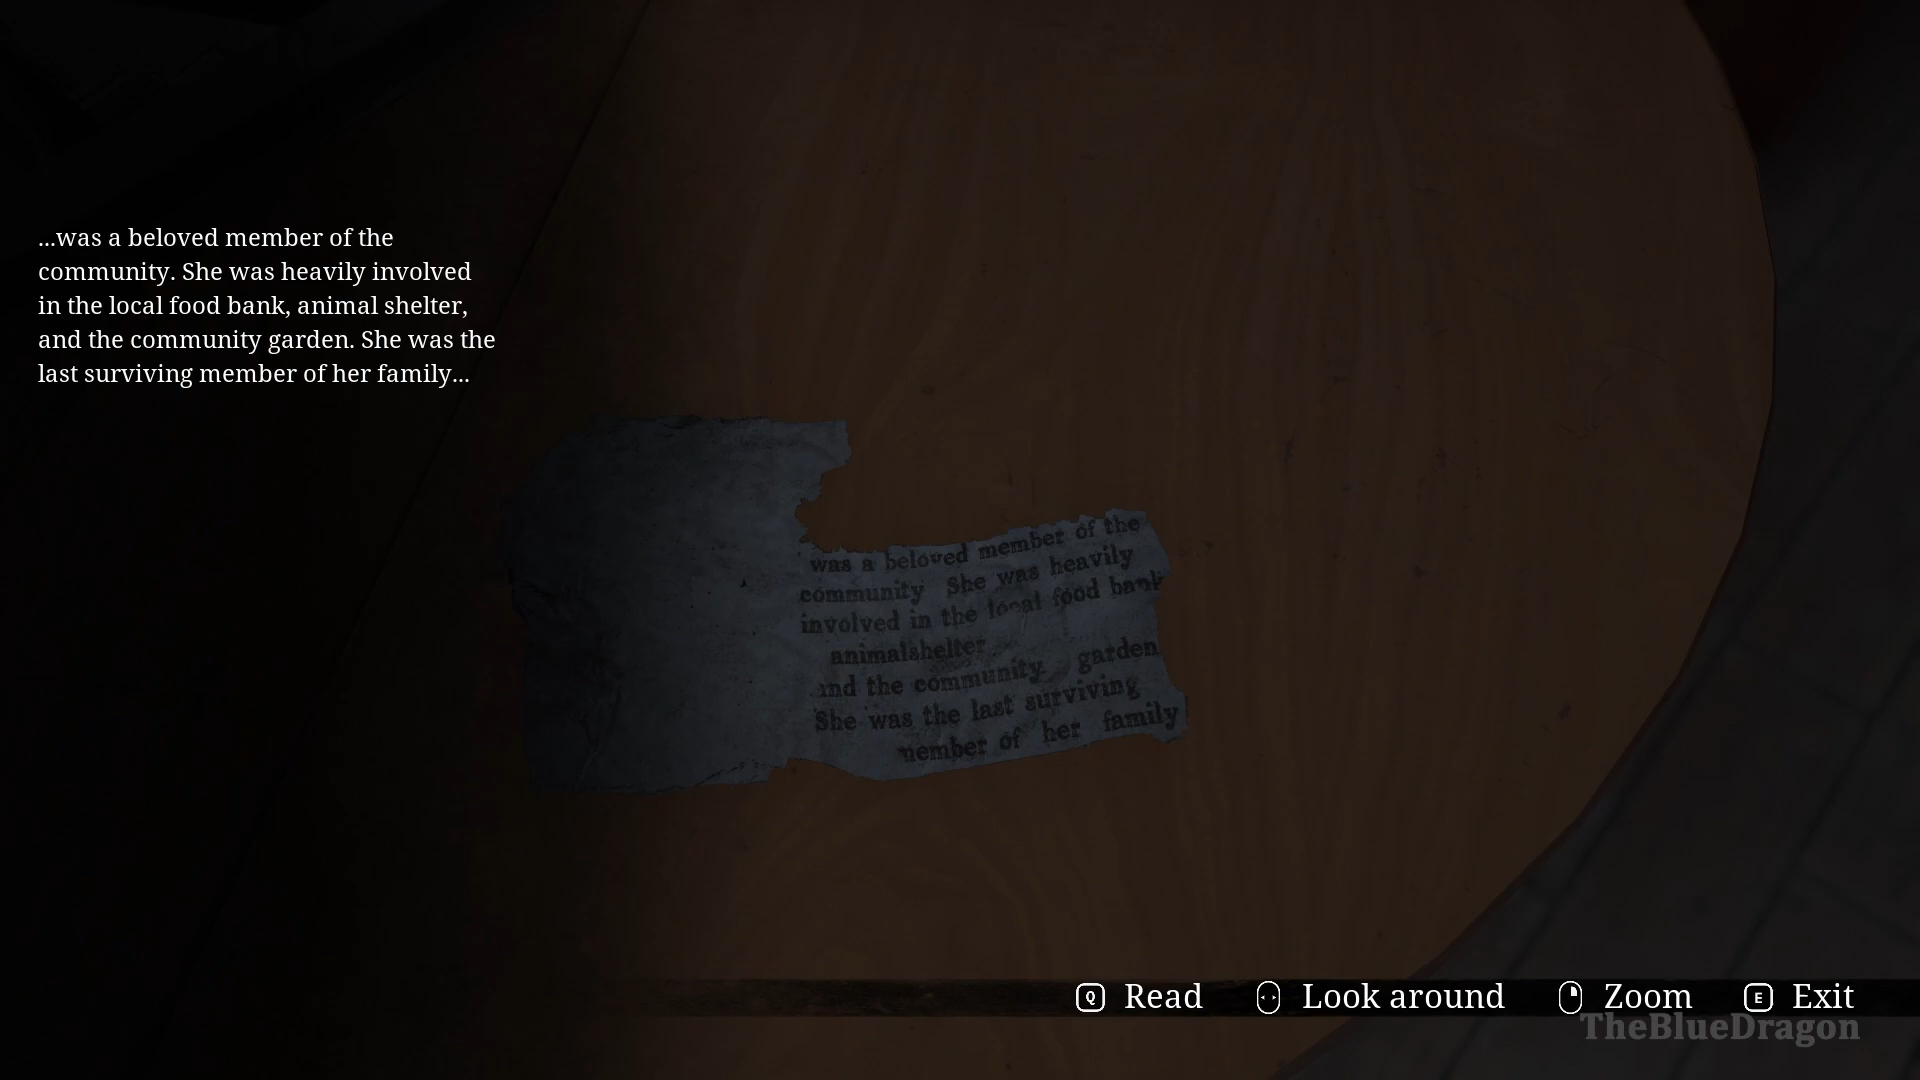 ...was a beloved member of the
community. She was heavily involved
in the local food bank, animal shelter,
and the community garden. She was the
last surviving member of her family...
was a beloved member of the
community She was heavily
involved in the local food bank
animalshelter
and the community garden
She was the last surviving
member of her family
Q Read Look around Zoom E Exit
TheBlueDragon